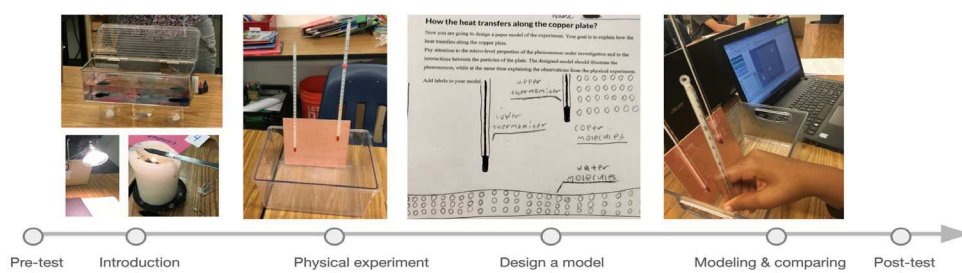 name
How the heat transfers along the copper plate?
Now you are going to design a paper model of the experiment. Your goal is to explain how the
heat transfers along the copper plate.
Pay attention to the micro-level properties of the phenomenon under investigation and to the
interactions between the particles of the plate. The designed model should illustrate the
phenomenon, while at the same time explaining the observations from the physical experiment.
Add labels to your model
upper
thermomiter
lower
thermomiter
coper
molecules
water
molecules
Pre-test
Introduction
Physical experiment
Design a model
Modeling & comparing
Post-test